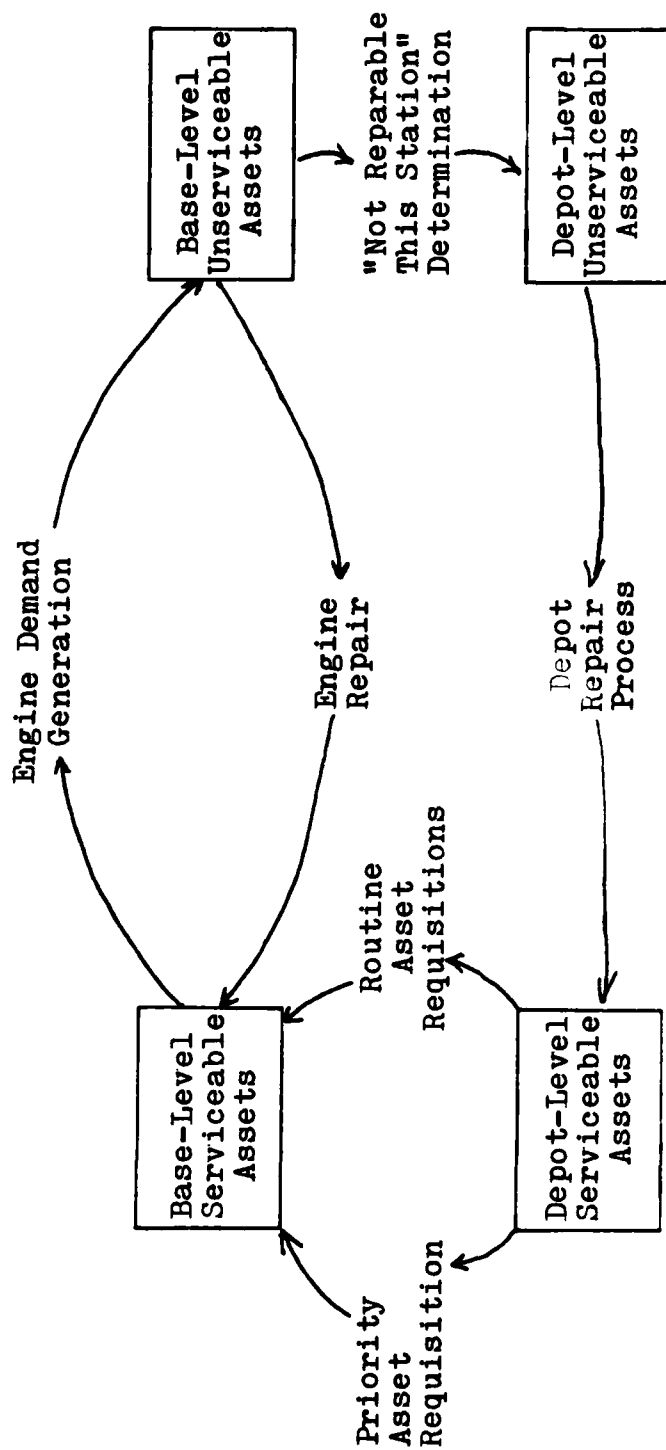 Engine Demand
Generation
Base-Level
Serviceable
Assets
Base-Level
Unserviceable
Assets
Engine
Repair
Priority
Asset
Requisition
Routine
Asset
Requisitions
"Not Reparable
This Station"
Determination
Depot-Level
Serviceable
Assets
Depot
Repair
Process
Depot-Level
Unserviceable
Assets